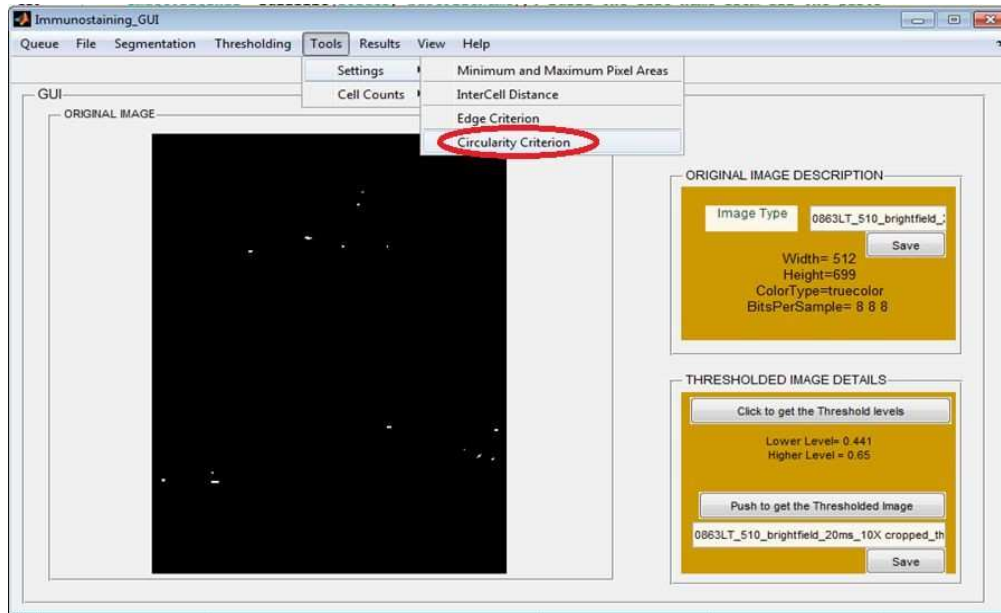 Immunostaining_GUI
Queue File Segmentation Thresholding Tools Results View Help
Settings
Cell Counts
Minimum and Maximum Pixel Areas
InterCell Distance
Edge Criterion
Circularity Criterion
GUI
ORIGINAL IMAGE
ORIGINAL IMAGE DESCRIPTION
Image Type
0863LT_510_brightfield_
Save
Width= 512
Height=699
ColorType=truecolor
BitsPerSample= 8 8 8
THRESHOLDED IMAGE DETAILS
Click to get the Threshold levels
Lower Level= 0.441
Higher Level = 0.65
Push to get the Thresholded Image
0863LT_510_brightfield_20ms_10X cropped_th
Save